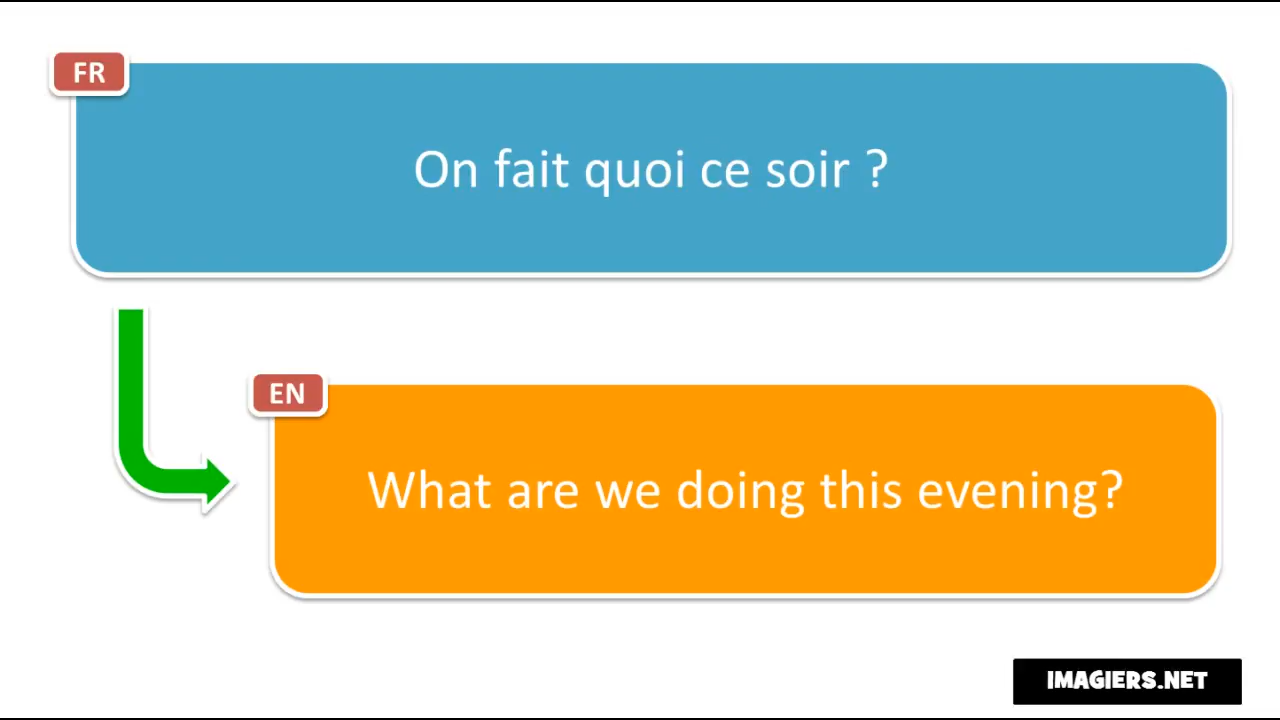 FR
On fait quoi ce soir ?
EN
What are we doing this evening?
IMAGIERS.NET